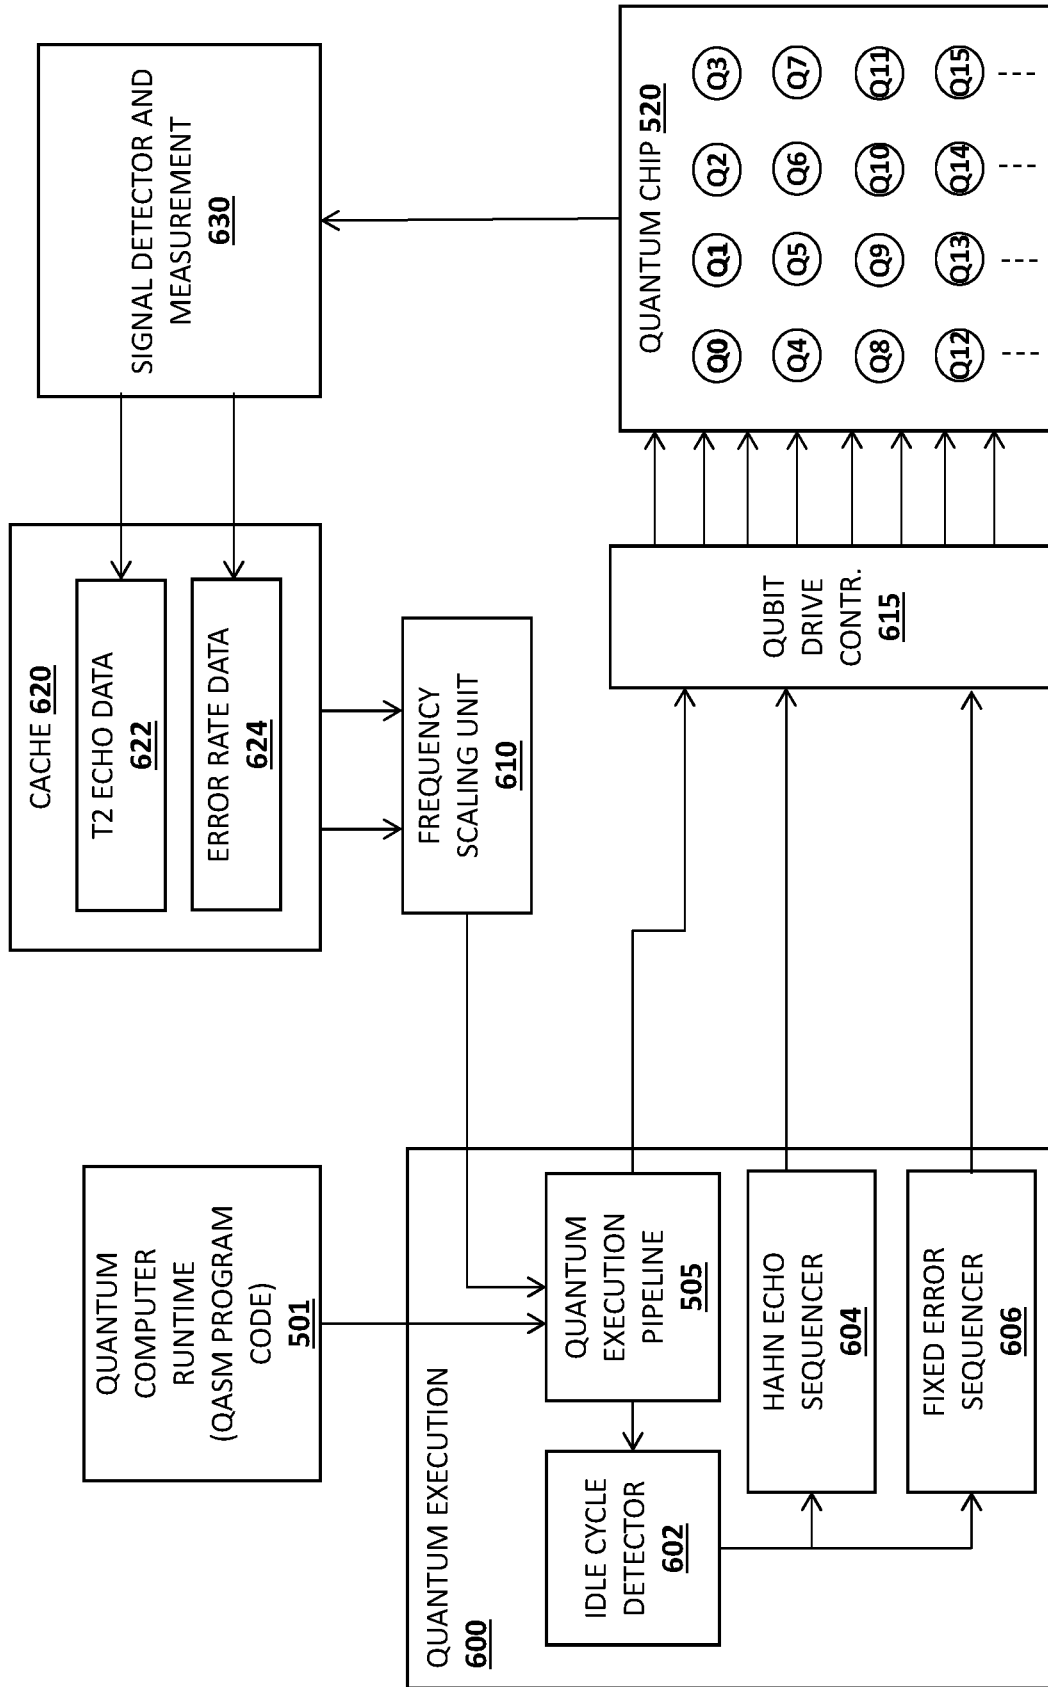 QUANTUM
COMPUTER
RUNTIME
(QASM PROGRAM
CODE)
501
CACHE 620
T2 ECHO DATA
622
ERROR RATE DATA
624
SIGNAL DETECTOR AND
MEASUREMENT
630
FREQUENCY
SCALING UNIT
610
QUANTUM EXECUTION
600
IDLE CYCLE
DETECTOR
602
QUANTUM
EXECUTION
PIPELINE
505
HAHN ECHO
SEQUENCER
604
FIXED ERROR
SEQUENCER
606
QUBIT
DRIVE
CONTR.
615
QUANTUM CHIP 520
Q0 Q1 Q2 Q3
Q4 Q5 Q6 Q7
Q8 Q9 Q10 Q11
Q12 Q13 Q14 Q15